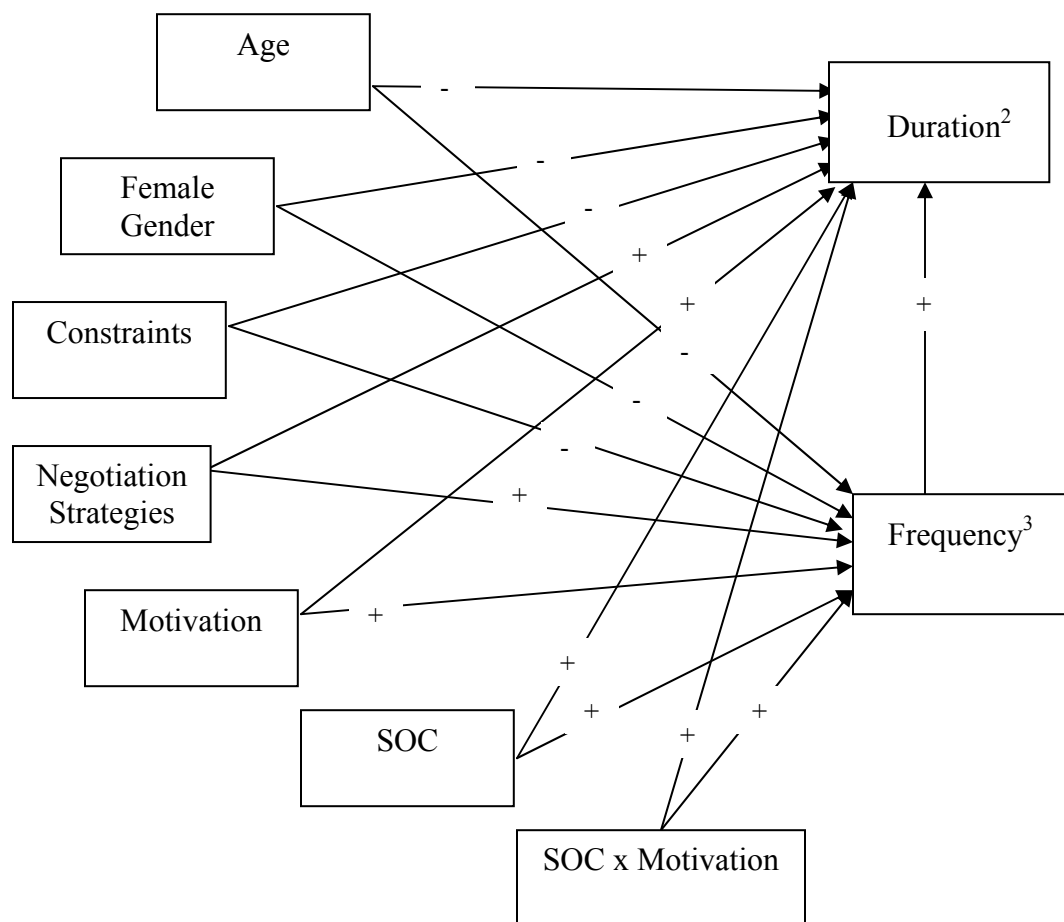 Age
Duration²
-
-
Female
Gender
-
+
Constraints
+
+
-
-
Negotiation
Strategies
-
+
Frequency³
Motivation
+
+
SOC
+
+
+
SOC x Motivation